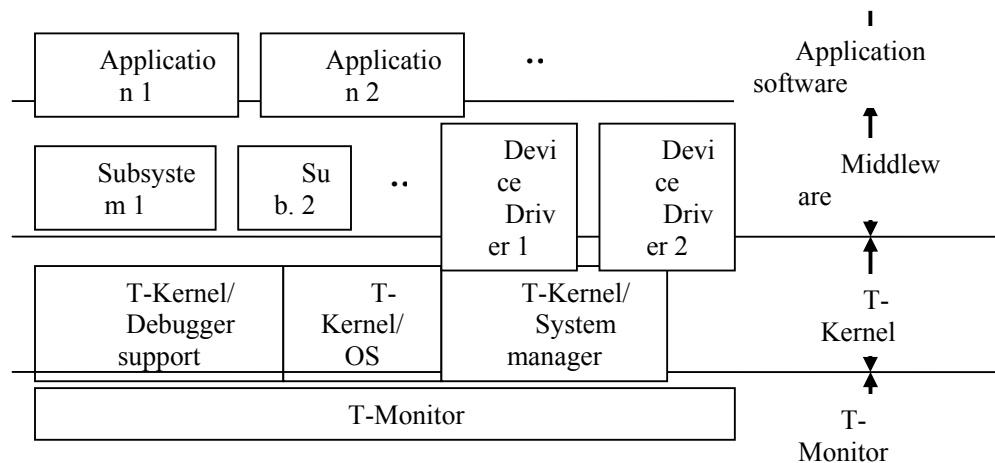 Applicatio
n 1
Applicatio
n 2
..
Application
software
Subsyste
m 1
Su
b. 2
..
Devi
ce
Driv
er 1
Devi
ce
Driv
er 2
Middlew
are
T-Kernel/
Debugger
support
T-
Kernel/
OS
T-Kernel/
System
manager
T-
Kernel
T-Monitor
T-
Monitor